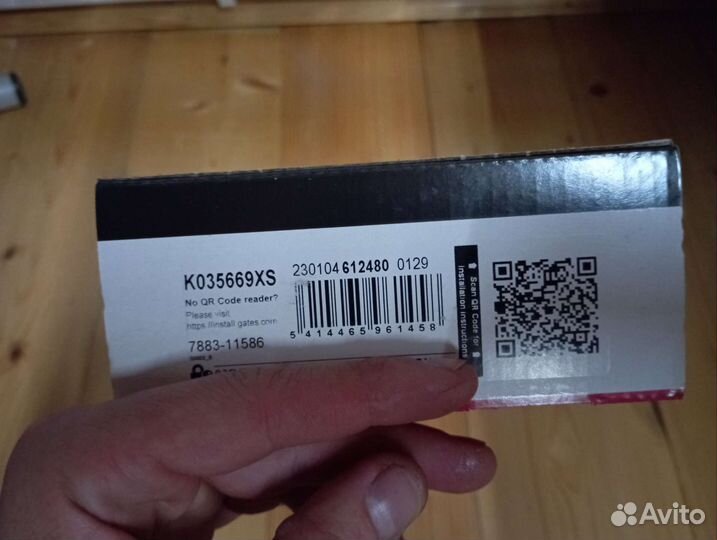 K035669XS
230104 612480 0129
No QR Code reader?
Please visit
https://install.gates.com
5 414465 961458
7883-11586
Scan QR Code for
installation instructions
Avito